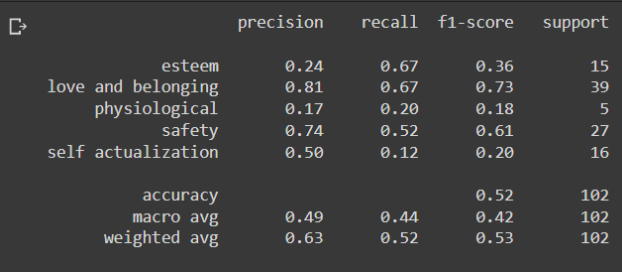 precision recall f1-score support
esteem 0.24 0.67 0.36 15
love and belonging 0.81 0.67 0.73 39
physiological 0.17 0.20 0.18 5
safety 0.74 0.52 0.61 27
self actualization 0.50 0.12 0.20 16
accuracy 0.52 102
macro avg 0.49 0.44 0.42 102
weighted avg 0.63 0.52 0.53 102